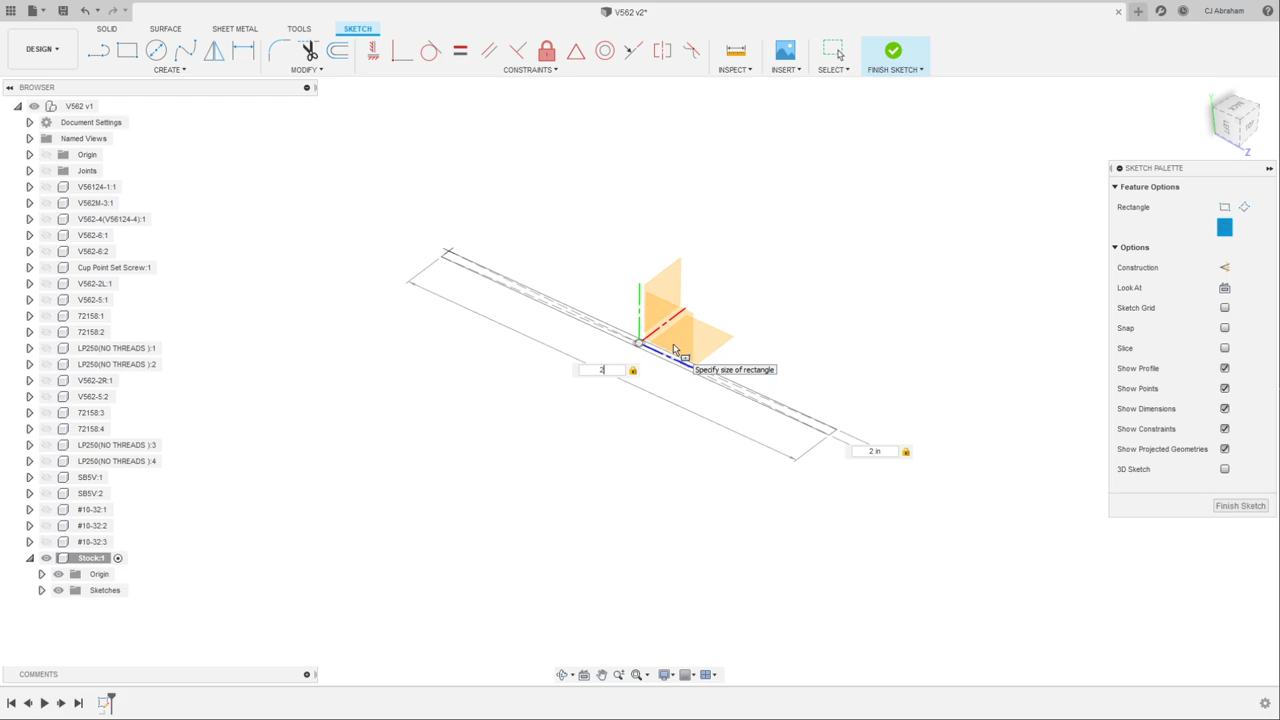 V562 v2*
CJ Abraham
SOLID
SURFACE
SHEET METAL
TOOLS
SKETCH
DESIGN
CREATE
MODIFY
CONSTRAINTS
INSPECT
INSERT
SELECT
FINISH SKETCH
BROWSER
V562 v1
Document Settings
Named Views
Origin
Joints
V56124-1:1
V562M-3:1
V562-4(V56124-4):1
V562-6:1
V562-6:2
Cup Point Set Screw:1
V562-2L:1
V562-5:1
72158:1
72158:2
LP250(NO THREADS ):1
LP250(NO THREADS ):2
V562-2R:1
V562-5:2
72158:3
72158:4
LP250(NO THREADS ):3
LP250(NO THREADS ):4
SB5V:1
SB5V:2
#10-32:1
#10-32:2
#10-32:3
Stock:1
Origin
Sketches
Y
Z
2
Specify size of rectangle
2 in
SKETCH PALETTE
Feature Options
Rectangle
Options
Construction
Look At
Sketch Grid
Snap
Slice
Show Profile
Show Points
Show Dimensions
Show Constraints
Show Projected Geometries
3D Sketch
Finish Sketch
COMMENTS